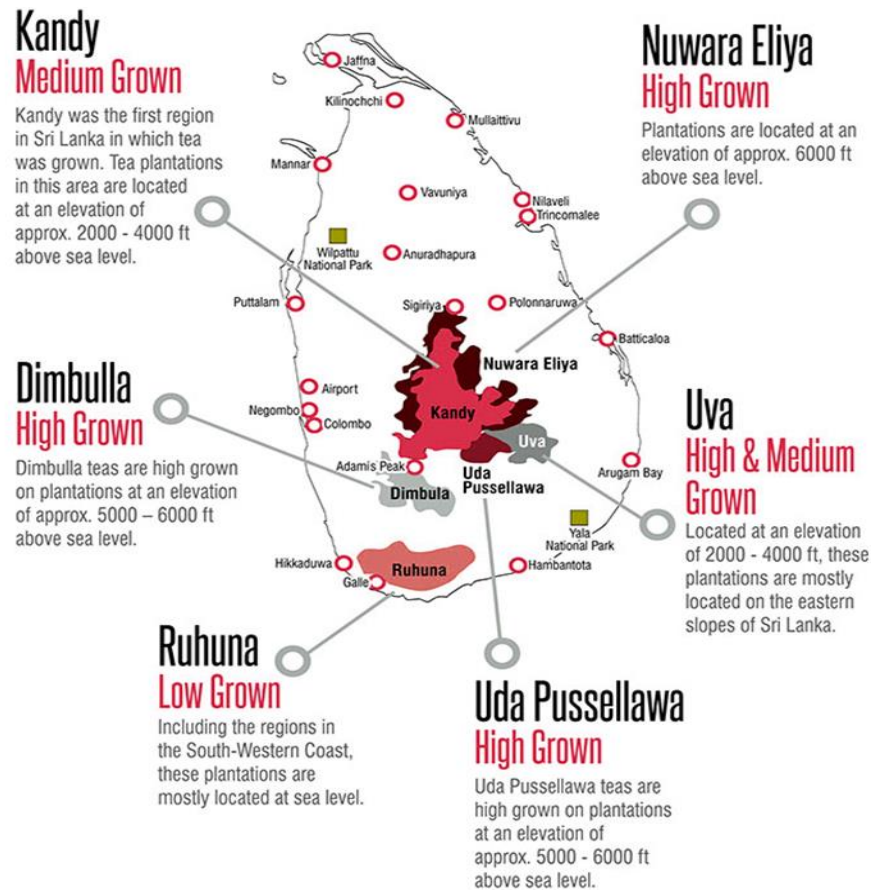 Kandy
Medium Grown
Kandy was the first region
in Sri Lanka in which tea
was grown. Tea plantations
in this area are located
at an elevation of
approx. 2000 - 4000 ft
above sea level.
Nuwara Eliya
High Grown
Plantations are located at an
elevation of approx. 6000 ft
above sea level.
Jaffna
Kilinochchi
Mullaittivu
Mannar
Vavuniya
Nilaveli
Trincomalee
Wilpattu
National Park
Anuradhapura
Puttalam
Sigiriya
Polonnaruwa
Batticaloa
Nuwara Eliya
Airport
Negombo
Colombo
Kandy
Uva
Adam's Peak
Uda
Pussellawa
Arugam Bay
Dimbula
Yala
National Park
Hikkaduwa
Ruhuna
Galle
Hambantota
Dimbulla
High Grown
Dimbulla teas are high grown
on plantations at an elevation
of approx. 5000 – 6000 ft
above sea level.
Uva
High & Medium
Grown
Located at an elevation
of 2000 - 4000 ft, these
plantations are mostly
located on the eastern
slopes of Sri Lanka.
Ruhuna
Low Grown
Including the regions in
the South-Western Coast,
these plantations are
mostly located at sea level.
Uda Pussellawa
High Grown
Uda Pussellawa teas are
high grown on plantations
at an elevation of
approx. 5000 - 6000 ft
above sea level.